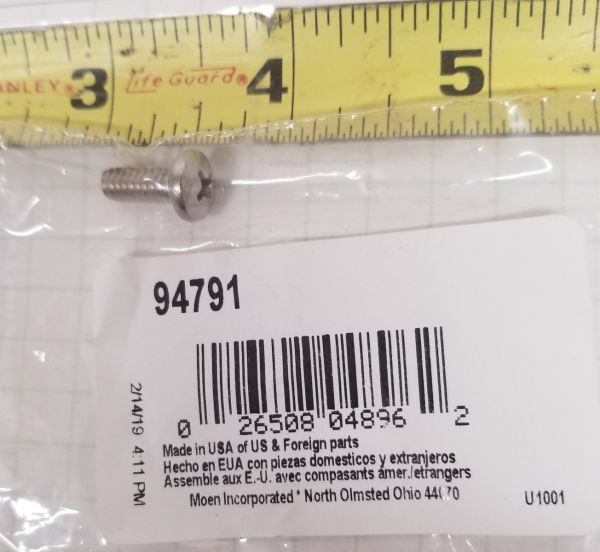 3 Life Guard® 4 5
94791
0 26508 04896 2
2/14/19 4:11 PM
Made in USA of US & Foreign parts
Hecho en EUA con piezas domesticos y extranjeros
Assemble aux E.-U. avec compasants amer./etrangers
Moen Incorporated * North Olmsted Ohio
U1001